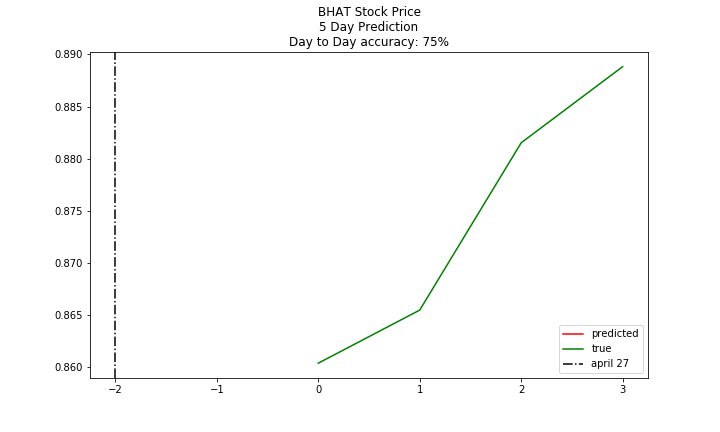 BHAT Stock Price
5 Day Prediction
Day to Day accuracy: 75%
0.890
0.885
0.880
0.875
0.870
0.865
0.860
−2 −1 0 1 2 3
predicted
true
april 27